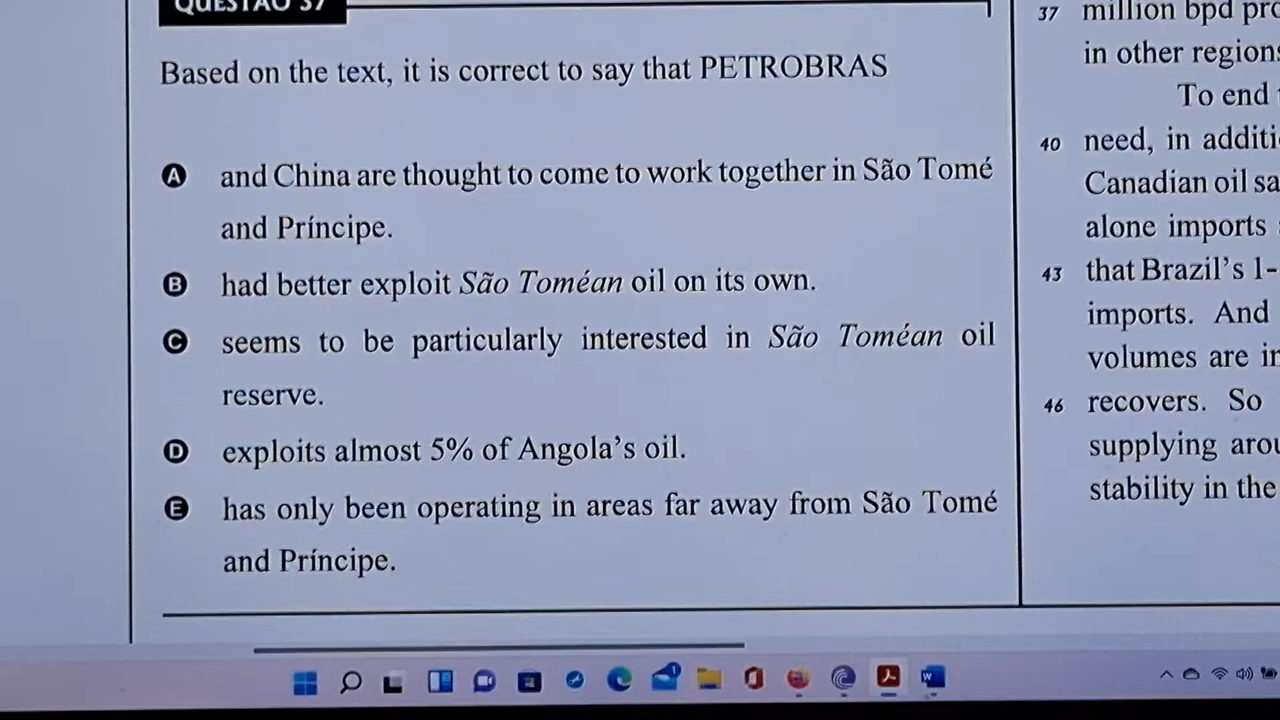 QUESTÃO 37
Based on the text, it is correct to say that PETROBRAS
A and China are thought to come to work together in São Tomé
and Príncipe.
B had better exploit São Toméan oil on its own.
C seems to be particularly interested in São Toméan oil
reserve.
D exploits almost 5% of Angola's oil.
E has only been operating in areas far away from São Tomé
and Príncipe.
37 million bpd pro
in other regions
To end
40 need, in additi
Canadian oil sa
alone imports
43 that Brazil's 1-
imports. And
volumes are in
46 recovers. So
supplying arou
stability in the